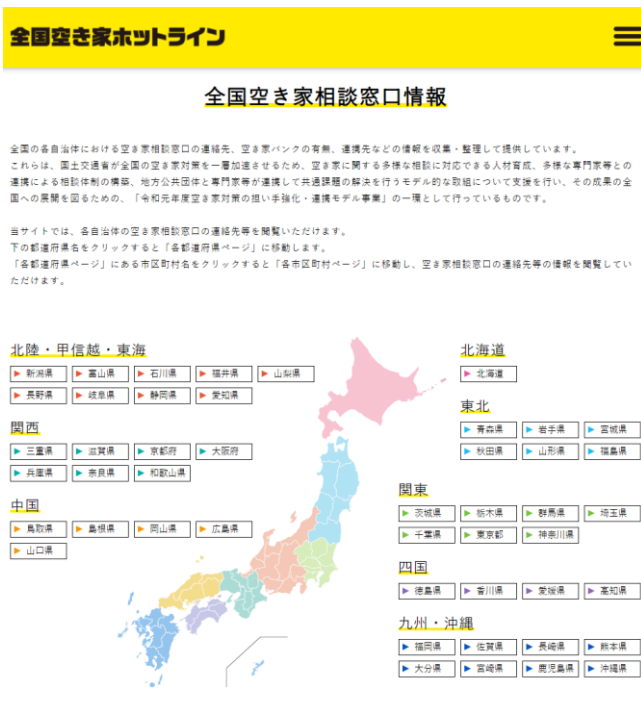 全国空き家ホットライン
全国空き家相談窓口情報
全国の各自治体における空き家相談窓口の連絡先、空き家バンクの有無、連携先などの情報を収集・整理して提供しています。
これらは、国土交通省が全国の空き家対策を一層加速させるため、空き家に関する多様な相談に対応できる人材育成、多様な専門家等との
連携による相談体制の構築、地方公共団体と専門家等が連携して共通課題の解決を行うモデル的な取組について支援を行い、その成果の全
国への展開を図るための、「令和元年度空き家対策の担い手強化・連携モデル事業」の一環として行っているものです。
当サイトでは、各自治体の空き家相談窓口の連絡先等を閲覧いただけます。
下の都道府県名をクリックすると「各都道府県ページ」に移動します。
「各都道府県ページ」にある市区町村名をクリックすると「各市区町村ページ」に移動し、空き家相談窓口の連絡先等の情報を閲覧してい
ただけます。
北陸・甲信越・東海
新潟県 富山県 石川県 福井県 山梨県
長野県 岐阜県 静岡県 愛知県
関西
三重県 滋賀県 京都府 大阪府
兵庫県 奈良県 和歌山県
中国
鳥取県 島根県 岡山県 広島県
山口県
北海道
北海道
東北
青森県 岩手県 宮城県
秋田県 山形県 福島県
関東
茨城県 栃木県 群馬県 埼玉県
千葉県 東京都 神奈川県
四国
徳島県 香川県 愛媛県 高知県
九州・沖縄
福岡県 佐賀県 長崎県 熊本県
大分県 宮崎県 鹿児島県 沖縄県